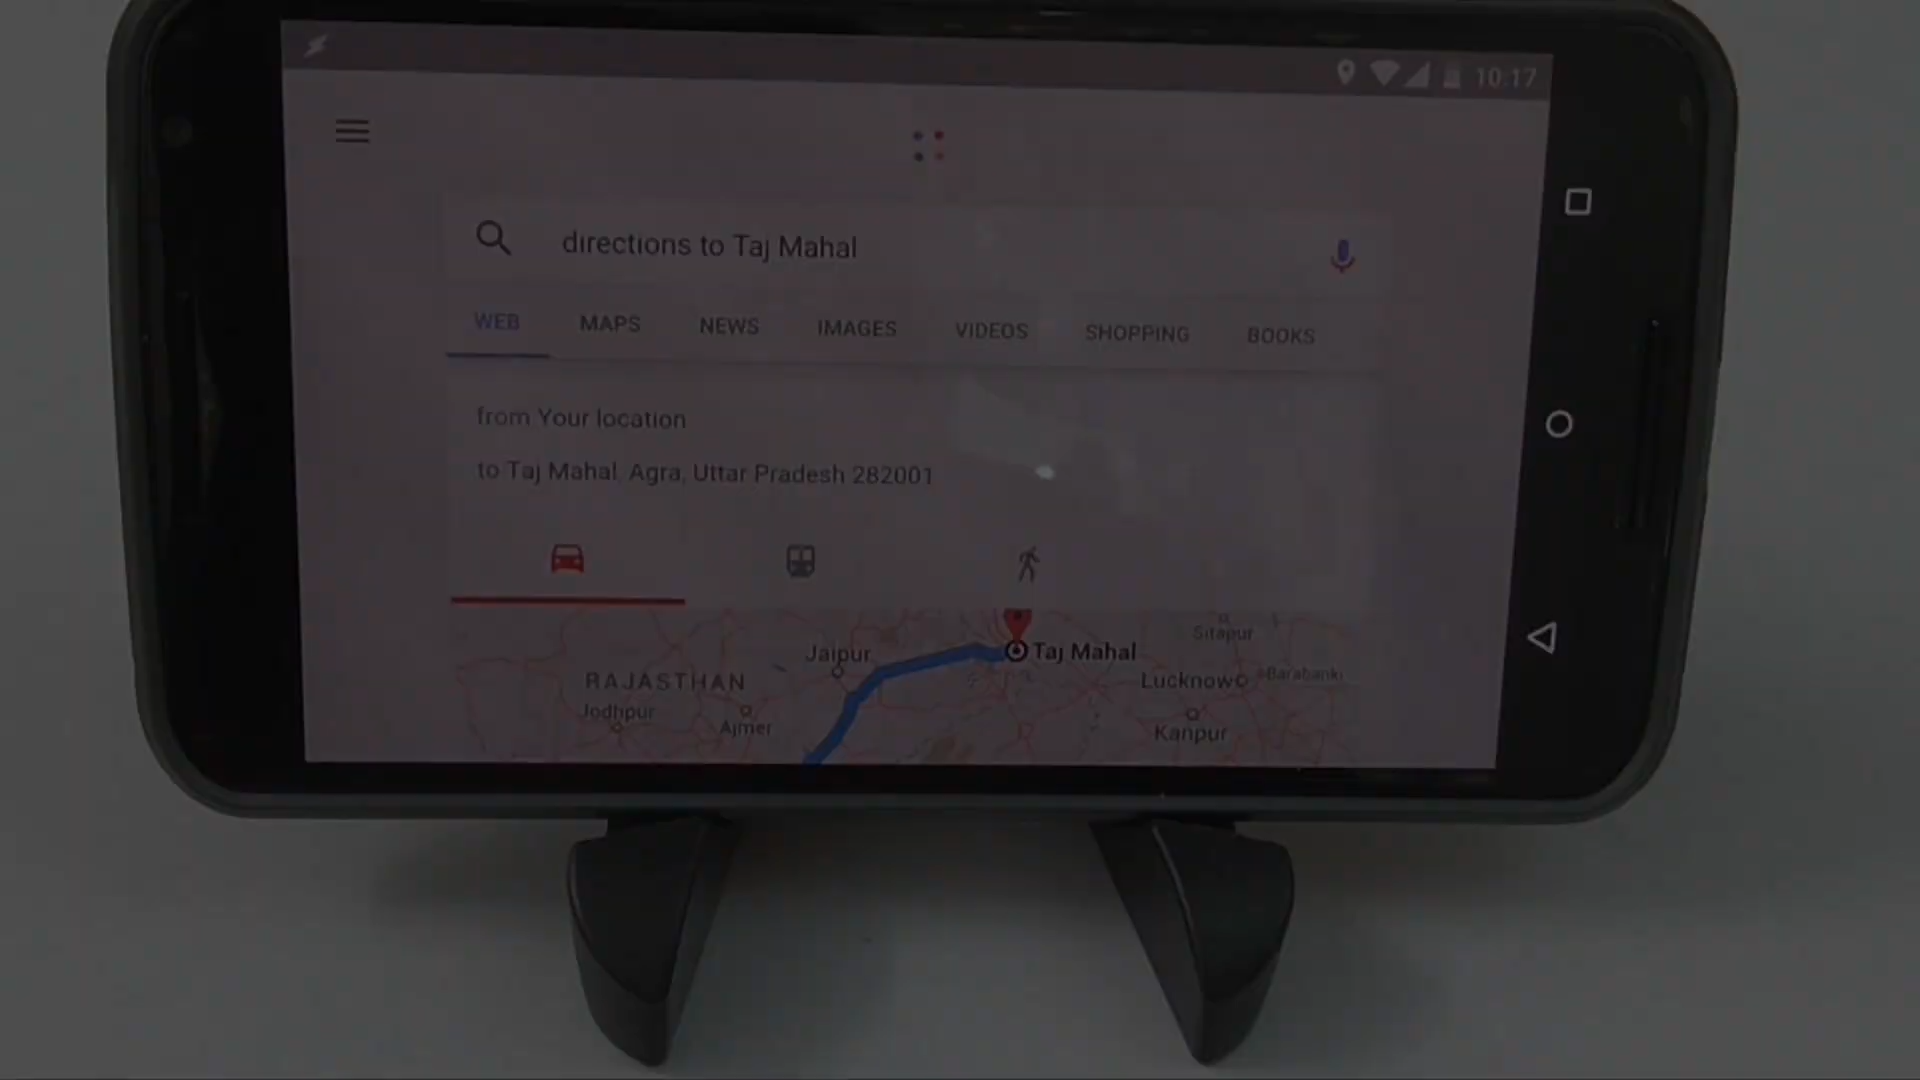 10:17
directions to Taj Mahal
WEB MAPS NEWS IMAGES VIDEOS SHOPPING BOOKS
from Your location
to Taj Mahal, Agra, Uttar Pradesh 282001
Sitapur
Jaipur Taj Mahal
RAJASTHAN Lucknow Barabanki
Jodhpur
Ajmer Kanpur